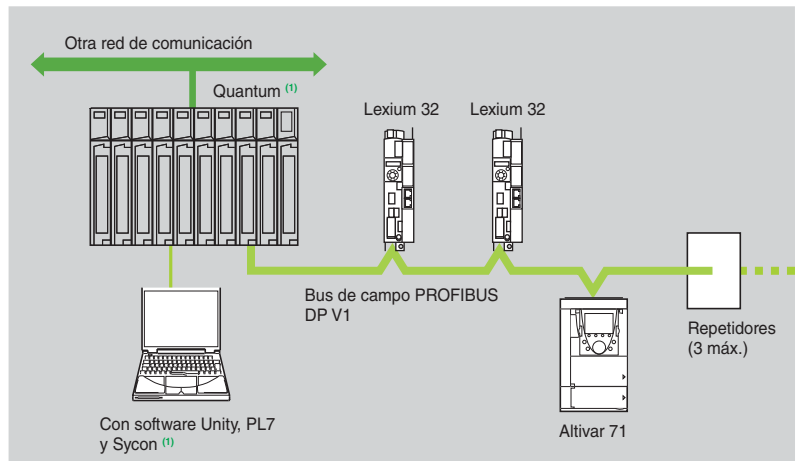 Otra red de comunicación
Quantum (1)
Lexium 32
Lexium 32
Bus de campo PROFIBUS
DP V1
Repetidores
(3 máx.)
Con software Unity, PL7
y Sycon (1)
Altivar 71